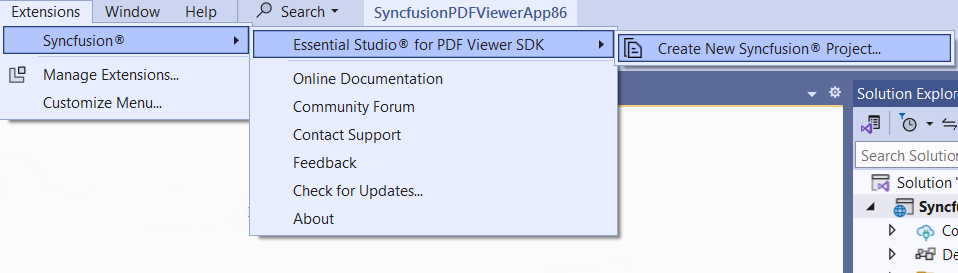 Extensions Window Help Search SyncfusionPDFViewerApp86
Syncfusion® Essential Studio® for PDF Viewer SDK Create New Syncfusion® Project...
Manage Extensions...
Customize Menu...
Online Documentation
Community Forum
Contact Support
Feedback
Check for Updates...
About
Solution Explor
Search Solutio
Solution '
Syncfu
Co
De